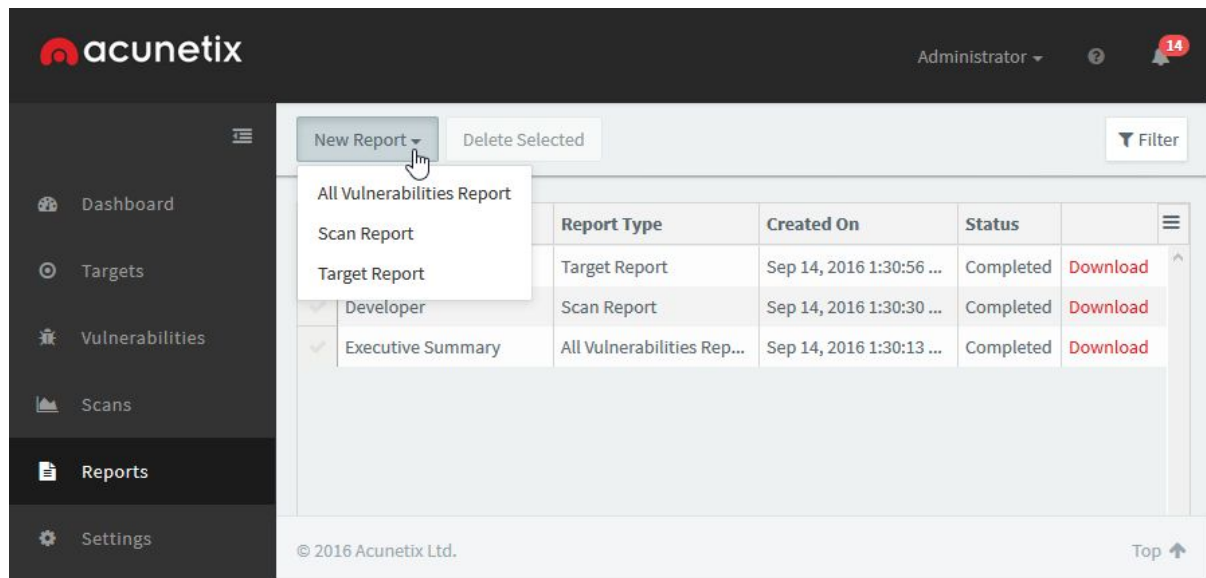 acunetix
Administrator
14
New Report
Delete Selected
Filter
All Vulnerabilities Report
Scan Report
Target Report
Report Type Created On Status
Target Report Sep 14, 2016 1:30:56 ... Completed Download
Developer Scan Report Sep 14, 2016 1:30:30 ... Completed Download
Executive Summary All Vulnerabilities Rep... Sep 14, 2016 1:30:13 ... Completed Download
Dashboard
Targets
Vulnerabilities
Scans
Reports
Settings
© 2016 Acunetix Ltd.
Top